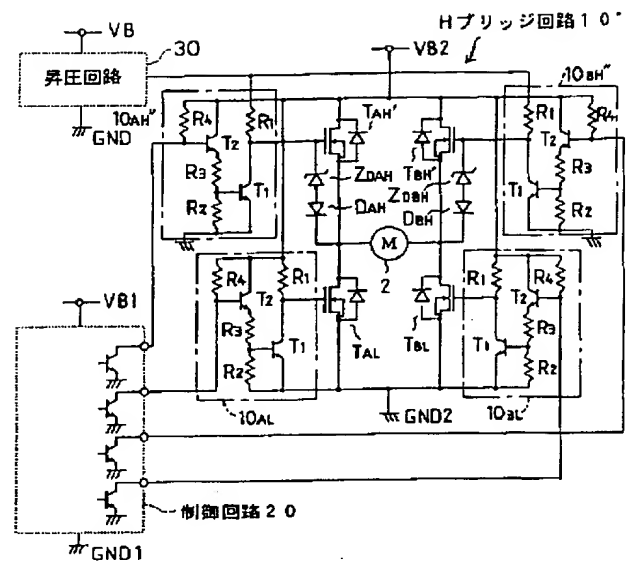 Hブリッジ回路10"
VB
30
昇圧回路
GND
VB2
10AH"
10BH"
R4
T2
R1
R3
R2
T1
TAH'
ZDAH
DAH
TBH'
ZDBH
DBH
R1
T2
R4
R3
T1
R2
M
2
R4
T2
R1
R3
R2
T1
TAL
TBL
R1
T2
R4
R3
T1
R2
10AL
10BL
GND2
VB1
制御回路20
GND1